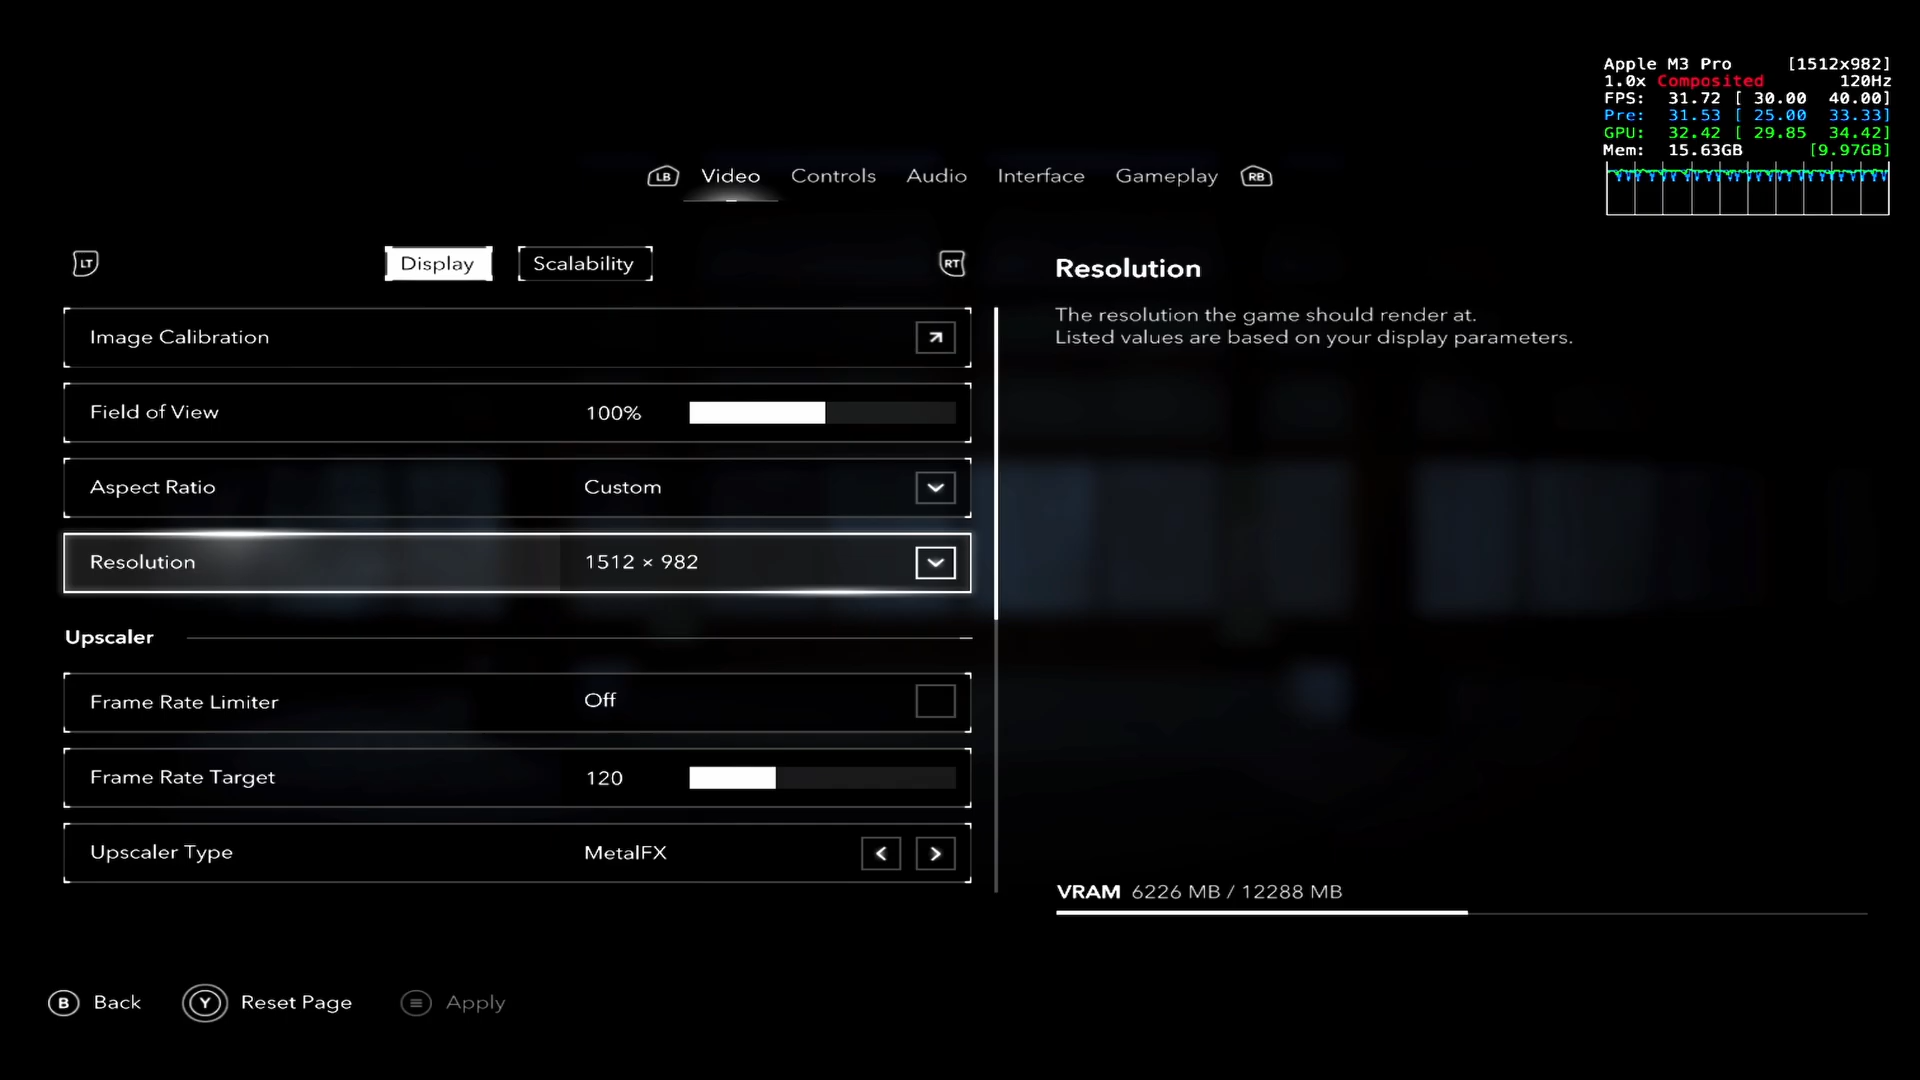 Apple M3 Pro [1512x982]
1.0x Composited 120Hz
FPS: 31.72 [ 30.00 40.00]
Pre: 31.53 [ 25.00 33.33]
GPU: 32.42 [ 29.85 34.42]
Mem: 15.63GB [9.97GB]
LB Video Controls Audio Interface Gameplay RB
LT Display Scalability RT
Image Calibration
Field of View 100%
Aspect Ratio Custom
Resolution 1512 × 982
Upscaler
Frame Rate Limiter Off
Frame Rate Target 120
Upscaler Type MetalFX
Resolution
The resolution the game should render at.
Listed values are based on your display parameters.
VRAM 6226 MB / 12288 MB
B Back Y Reset Page Apply